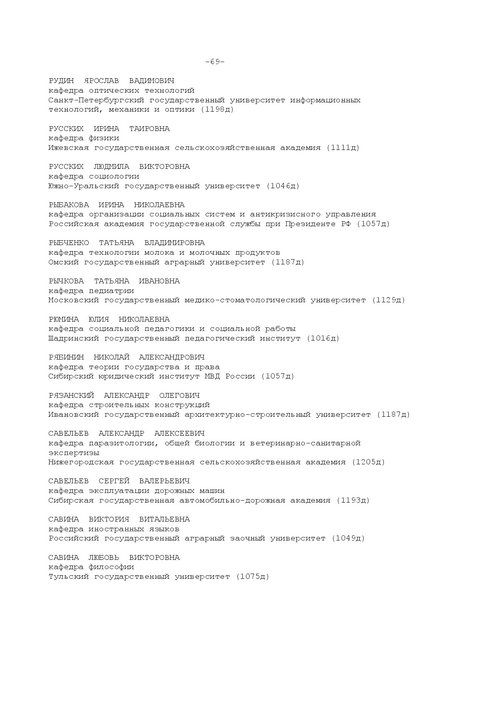 -69-
РУДИН ЯРОСЛАВ ВАДИМОВИЧ
кафедра оптических технологий
Санкт-Петербургский государственный университет информационных
технологий, механики и оптики (1198д)
РУССКИХ ИРИНА ТАИРОВНА
кафедра физики
Ижевская государственная сельскохозяйственная академия (1111д)
РУССКИХ ЛЮДМИЛА ВИКТОРОВНА
кафедра социологии
Южно-Уральский государственный университет (1046д)
РЫБАКОВА ИРИНА НИКОЛАЕВНА
кафедра организации социальных систем и антикризисного управления
Российская академия государственной службы при Президенте РФ (1057д)
РЫБЧЕНКО ТАТЬЯНА ВЛАДИМИРОВНА
кафедра технологии молока и молочных продуктов
Омский государственный аграрный университет (1187д)
РЫЧКОВА ТАТЬЯНА ИВАНОВНА
кафедра педиатрии
Московский государственный медико-стоматологический университет (1129д)
РЮМИНА ЮЛИЯ НИКОЛАЕВНА
кафедра социальной педагогики и социальной работы
Шадринский государственный педагогический институт (1016д)
РЯБИНИН НИКОЛАЙ АЛЕКСАНДРОВИЧ
кафедра теории государства и права
Сибирский юридический институт МВД России (1057д)
РЯЗАНСКИЙ АЛЕКСАНДР ОЛЕГОВИЧ
кафедра строительных конструкций
Ивановский государственный архитектурно-строительный университет (1187д)
САВЕЛЬЕВ АЛЕКСАНДР АЛЕКСЕЕВИЧ
кафедра паразитологии, общей биологии и ветеринарно-санитарной
экспертизы
Нижегородская государственная сельскохозяйственная академия (1205д)
САВЕЛЬЕВ СЕРГЕЙ ВАЛЕРЬЕВИЧ
кафедра эксплуатации дорожных машин
Сибирская государственная автомобильно-дорожная академия (1193д)
САВИНА ВИКТОРИЯ ВИТАЛЬЕВНА
кафедра иностранных языков
Российский государственный аграрный заочный университет (1049д)
САВИНА ЛЮБОВЬ ВИКТОРОВНА
кафедра философии
Тульский государственный университет (1075д)